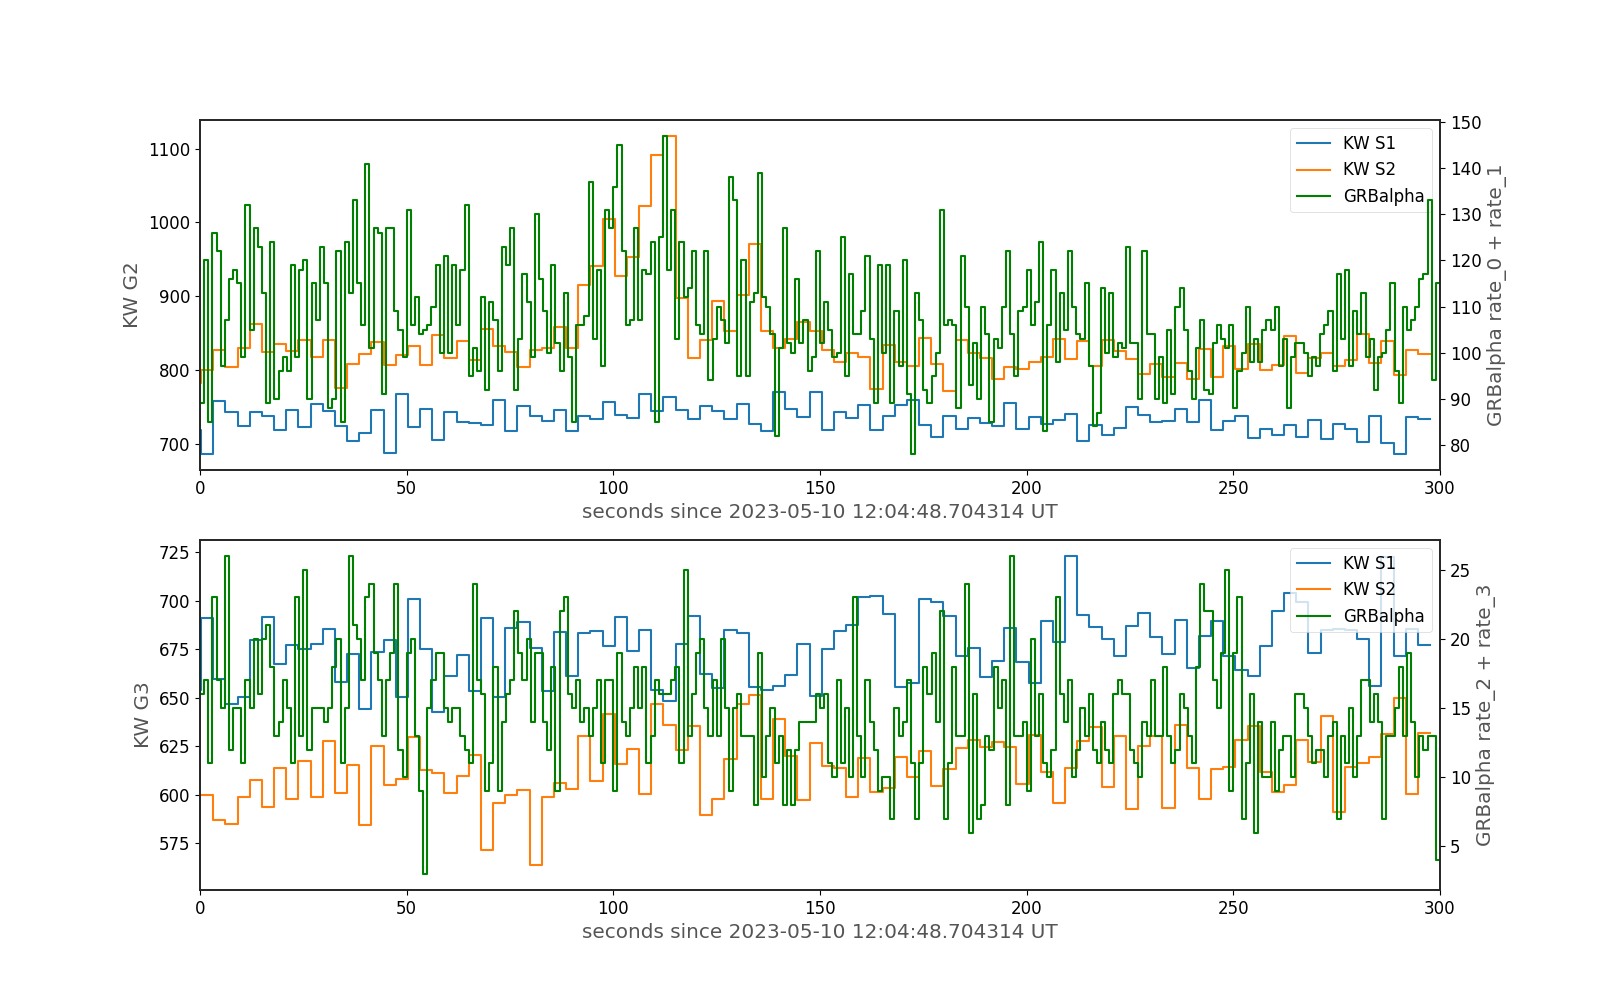 1100
1000
900
800
700
KW G2
150
140
130
120
110
100
90
80
GRBalpha rate_0 + rate_1
KW S1
KW S2
GRBalpha
0 50 100 150 200 250 300
seconds since 2023-05-10 12:04:48.704314 UT
725
700
675
650
625
600
575
KW G3
25
20
15
10
5
GRBalpha rate_2 + rate_3
KW S1
KW S2
GRBalpha
0 50 100 150 200 250 300
seconds since 2023-05-10 12:04:48.704314 UT